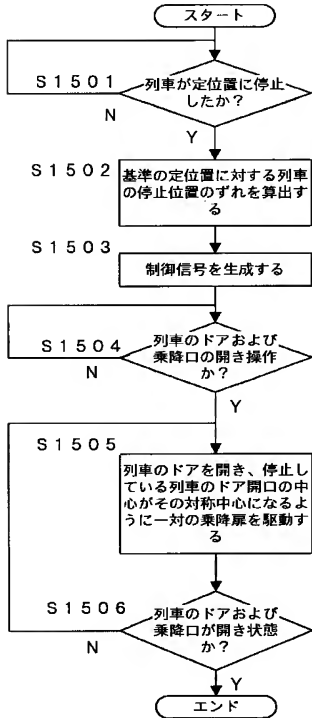 スタート
S1501
列車が定位置に停止
したか?
N
Y
S1502
基準の定位置に対する列車
の停止位置のずれを算出す
る
S1503
制御信号を生成する
S1504
列車のドアおよび
乗降口の開き操作
か?
N
Y
S1505
列車のドアを開き、停止し
ている列車のドア開口の中
心がその対称中心になるよ
うに一対の乗降扉を駆動す
る
S1506
列車のドアおよび
乗降口が開き状態
か?
N
Y
エンド